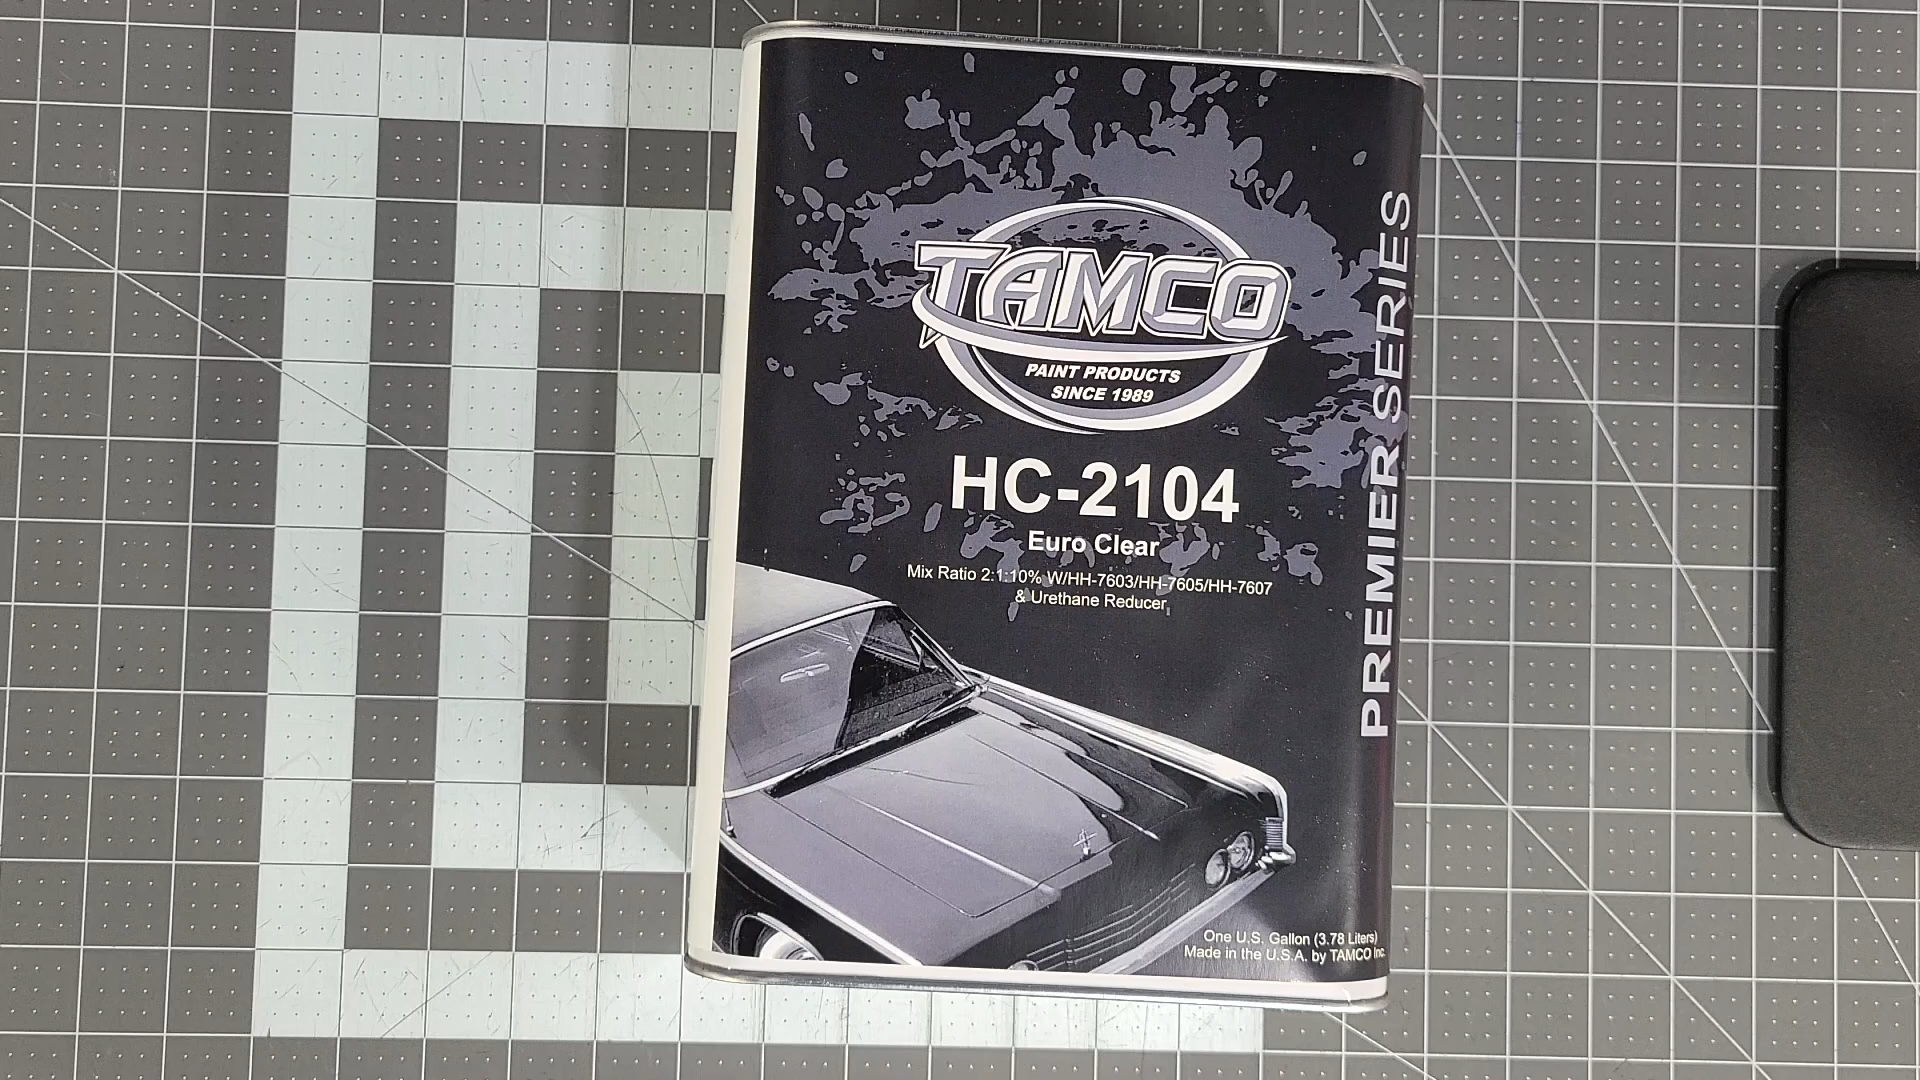 TAMCO
PAINT PRODUCTS
SINCE 1989
HC-2104
Euro Clear
Mix Ratio 2:1:10% W/HH-7603/HH-7605/HH-7607
& Urethane Reducer
PREMIER SERIES
One U.S. Gallon (3.78 Liters)
Made in the U.S.A. by TAMCO Inc.